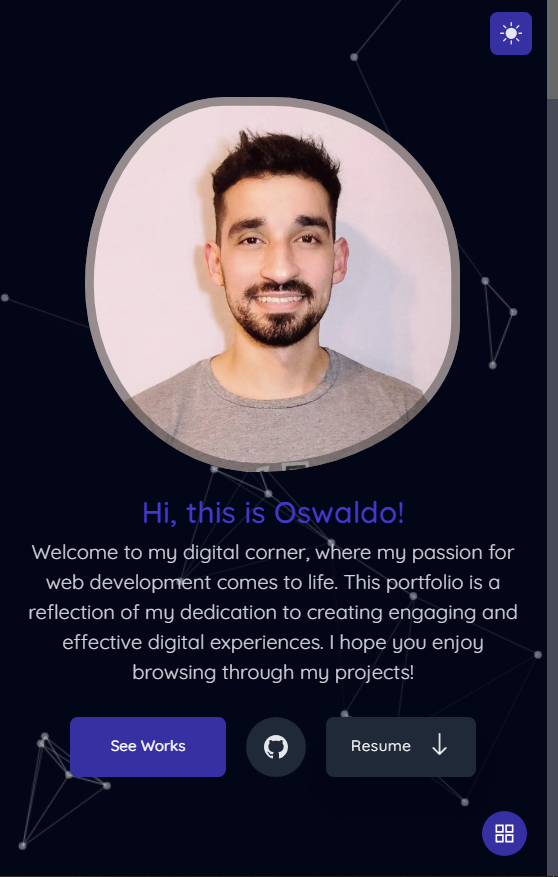 Hi, this is Oswaldo!
Welcome to my digital corner, where my passion for
web development comes to life. This portfolio is a
reflection of my dedication to creating engaging and
effective digital experiences. I hope you enjoy
browsing through my projects!
See Works
Resume